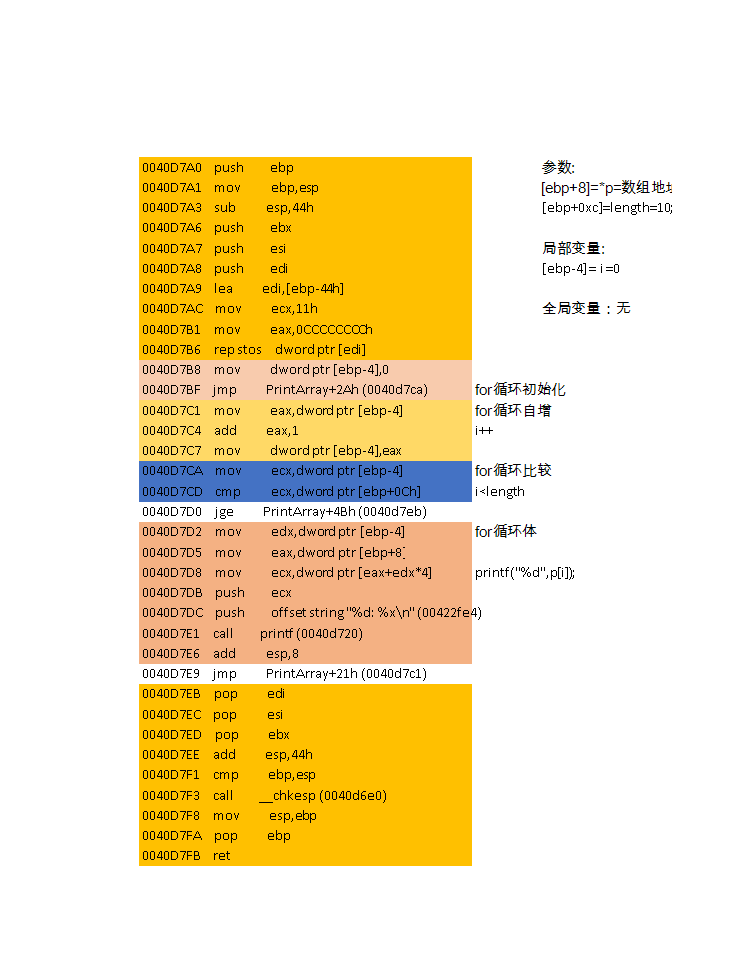 0040D7A0 push ebp 参数:
0040D7A1 mov ebp,esp [ebp+8]=*p=数组地
0040D7A3 sub esp,44h [ebp+0xc]=length=10;
0040D7A6 push ebx
0040D7A7 push esi 局部变量:
0040D7A8 push edi [ebp-4]= i =0
0040D7A9 lea edi,[ebp-44h]
0040D7AC mov ecx,11h 全局变量：无
0040D7B1 mov eax,0CCCCCCCCh
0040D7B6 rep stos dword ptr [edi]
0040D7B8 mov dword ptr [ebp-4],0
0040D7BF jmp PrintArray+2Ah (0040d7ca) for循环初始化
0040D7C1 mov eax,dword ptr [ebp-4] for循环自增
0040D7C4 add eax,1 i++
0040D7C7 mov dword ptr [ebp-4],eax
0040D7CA mov ecx,dword ptr [ebp-4] for循环比较
0040D7CD cmp ecx,dword ptr [ebp+0Ch] i<length
0040D7D0 jge PrintArray+4Bh (0040d7eb)
0040D7D2 mov edx,dword ptr [ebp-4] for循环体
0040D7D5 mov eax,dword ptr [ebp+8]
0040D7D8 mov ecx,dword ptr [eax+edx*4] printf("%d",p[i]);
0040D7DB push ecx
0040D7DC push offset string "%d: %x\n" (00422fe4)
0040D7E1 call printf (0040d720)
0040D7E6 add esp,8
0040D7E9 jmp PrintArray+21h (0040d7c1)
0040D7EB pop edi
0040D7EC pop esi
0040D7ED pop ebx
0040D7EE add esp,44h
0040D7F1 cmp ebp,esp
0040D7F3 call __chkesp (0040d6e0)
0040D7F8 mov esp,ebp
0040D7FA pop ebp
0040D7FB ret